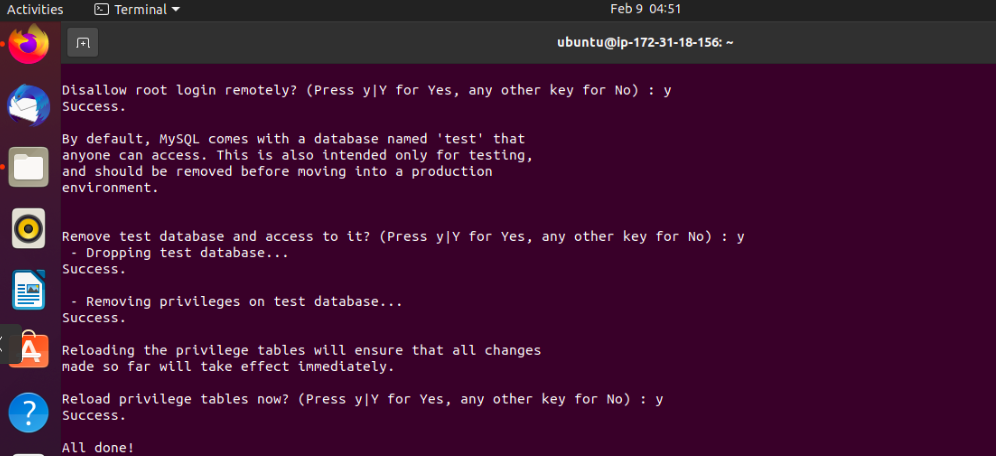 Activities
Terminal
Feb 9 04:51
ubuntu@ip-172-31-18-156: ~
Disallow root login remotely? (Press y|Y for Yes, any other key for No) : y
Success.
By default, MySQL comes with a database named 'test' that
anyone can access. This is also intended only for testing,
and should be removed before moving into a production
environment.
Remove test database and access to it? (Press y|Y for Yes, any other key for No) : y
- Dropping test database...
Success.
- Removing privileges on test database...
Success.
Reloading the privilege tables will ensure that all changes
made so far will take effect immediately.
Reload privilege tables now? (Press y|Y for Yes, any other key for No) : y
Success.
All done!